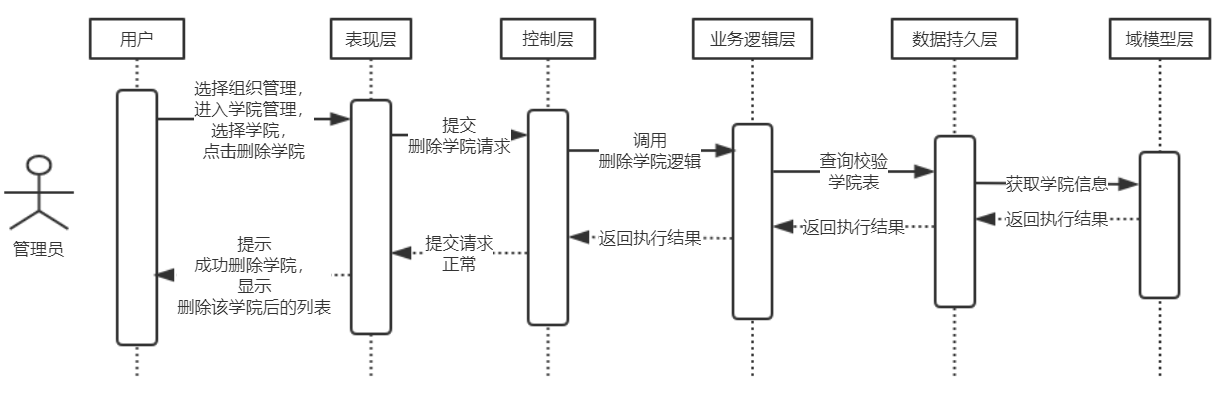 用户
表现层
控制层
业务逻辑层
数据持久层
域模型层
选择组织管理，
进入学院管理，
选择学院，
点击删除学院
提交
删除学院请求
调用
删除学院逻辑
查询校验
学院表
获取学院信息
返回执行结果
返回执行结果
返回执行结果
提交请求
正常
提示
成功删除学院，
显示
删除该学院后的列表
管理员